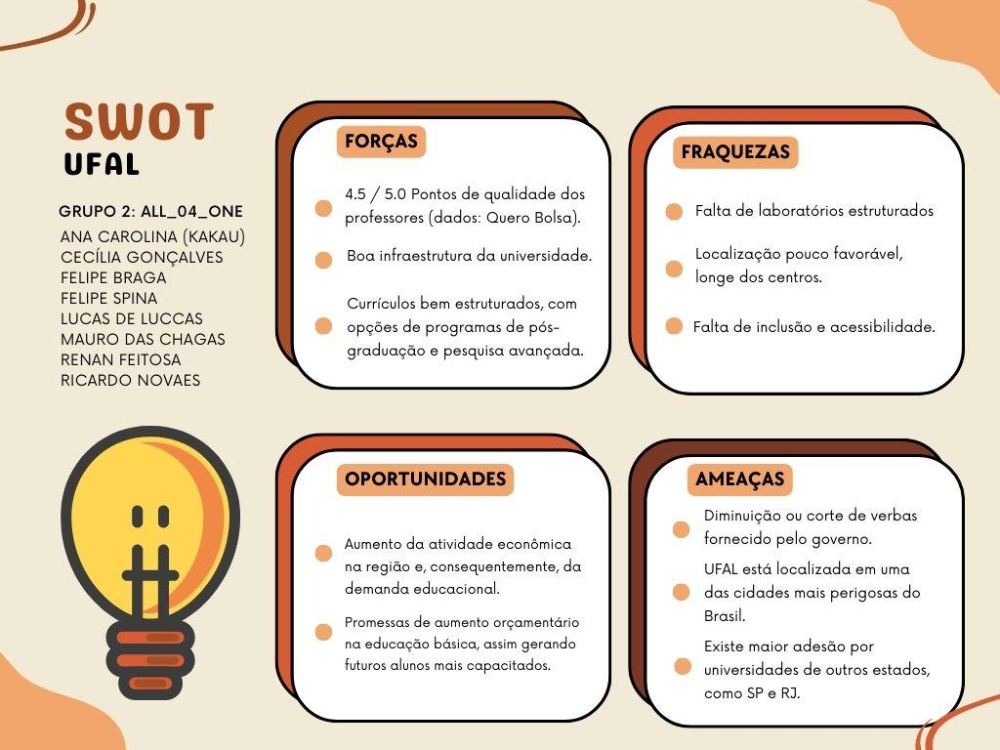 SWOT
UFAL
GRUPO 2: ALL_04_ONE
ANA CAROLINA (KAKAU)
CECÍLIA GONÇALVES
FELIPE BRAGA
FELIPE SPINA
LUCAS DE LUCCAS
MAURO DAS CHAGAS
RENAN FEITOSA
RICARDO NOVAES
FORÇAS
4.5 / 5.0 Pontos de qualidade dos
professores (dados: Quero Bolsa).
Boa infraestrutura da universidade.
Currículos bem estruturados, com
opções de programas de pós-
graduação e pesquisa avançada.
FRAQUEZAS
Falta de laboratórios estruturados
Localização pouco favorável,
longe dos centros.
Falta de inclusão e acessibilidade.
OPORTUNIDADES
Aumento da atividade econômica
na região e, consequentemente, da
demanda educacional.
Promessas de aumento orçamentário
na educação básica, assim gerando
futuros alunos mais capacitados.
AMEAÇAS
Diminuição ou corte de verbas
fornecido pelo governo.
UFAL está localizada em uma
das cidades mais perigosas do
Brasil.
Existe maior adesão por
universidades de outros estados,
como SP e RJ.